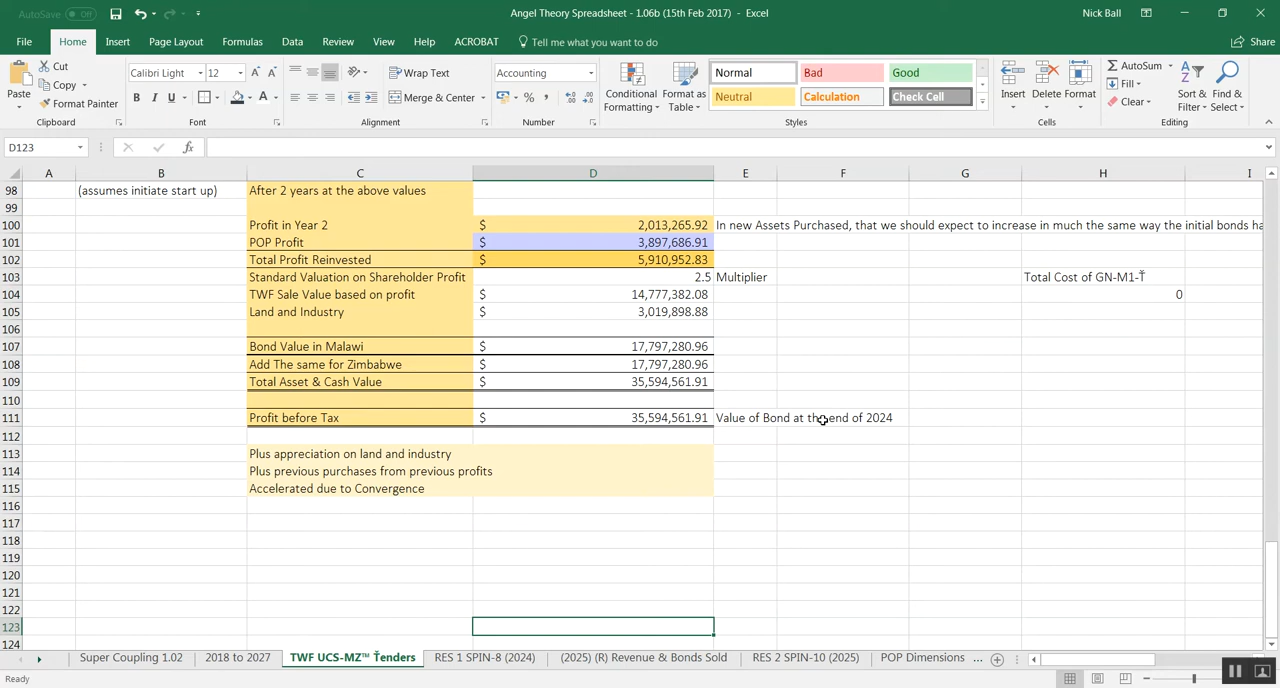 AutoSave Off
Angel Theory Spreadsheet - 1.06b (15th Feb 2017) - Excel
Nick Ball
File Home Insert Page Layout Formulas Data Review View Help ACROBAT Tell me what you want to do Share
Cut
Copy
Format Painter
Paste
Clipboard
Calibri Light 12
B I U
Font
Wrap Text
Merge & Center
Alignment
Accounting
Number
Conditional Formatting
Format as Table
Normal Bad Good
Neutral Calculation Check Cell
Styles
Insert Delete Format
Cells
AutoSum
Fill
Clear
Sort & Filter
Find & Select
Editing
D123 fx
A B C D E F G H I
98 (assumes initiate start up) After 2 years at the above values
99
100 Profit in Year 2 $ 2,013,265.92 In new Assets Purchased, that we should expect to increase in much the same way the initial bonds ha
101 POP Profit $ 3,897,686.91
102 Total Profit Reinvested $ 5,910,952.83
103 Standard Valuation on Shareholder Profit 2.5 Multiplier Total Cost of GN-M1-Ť
104 TWF Sale Value based on profit $ 14,777,382.08 0
105 Land and Industry $ 3,019,898.88
106
107 Bond Value in Malawi $ 17,797,280.96
108 Add The same for Zimbabwe $ 17,797,280.96
109 Total Asset & Cash Value $ 35,594,561.91
110
111 Profit before Tax $ 35,594,561.91 Value of Bond at the end of 2024
112
113 Plus appreciation on land and industry
114 Plus previous purchases from previous profits
115 Accelerated due to Convergence
116
117
118
119
120
121
122
123
124
Super Coupling 1.02 2018 to 2027 TWF UCS-MZ™ Ťenders RES 1 SPIN-8 (2024) (2025) (R) Revenue & Bonds Sold RES 2 SPIN-10 (2025) POP Dimensions ...
Ready